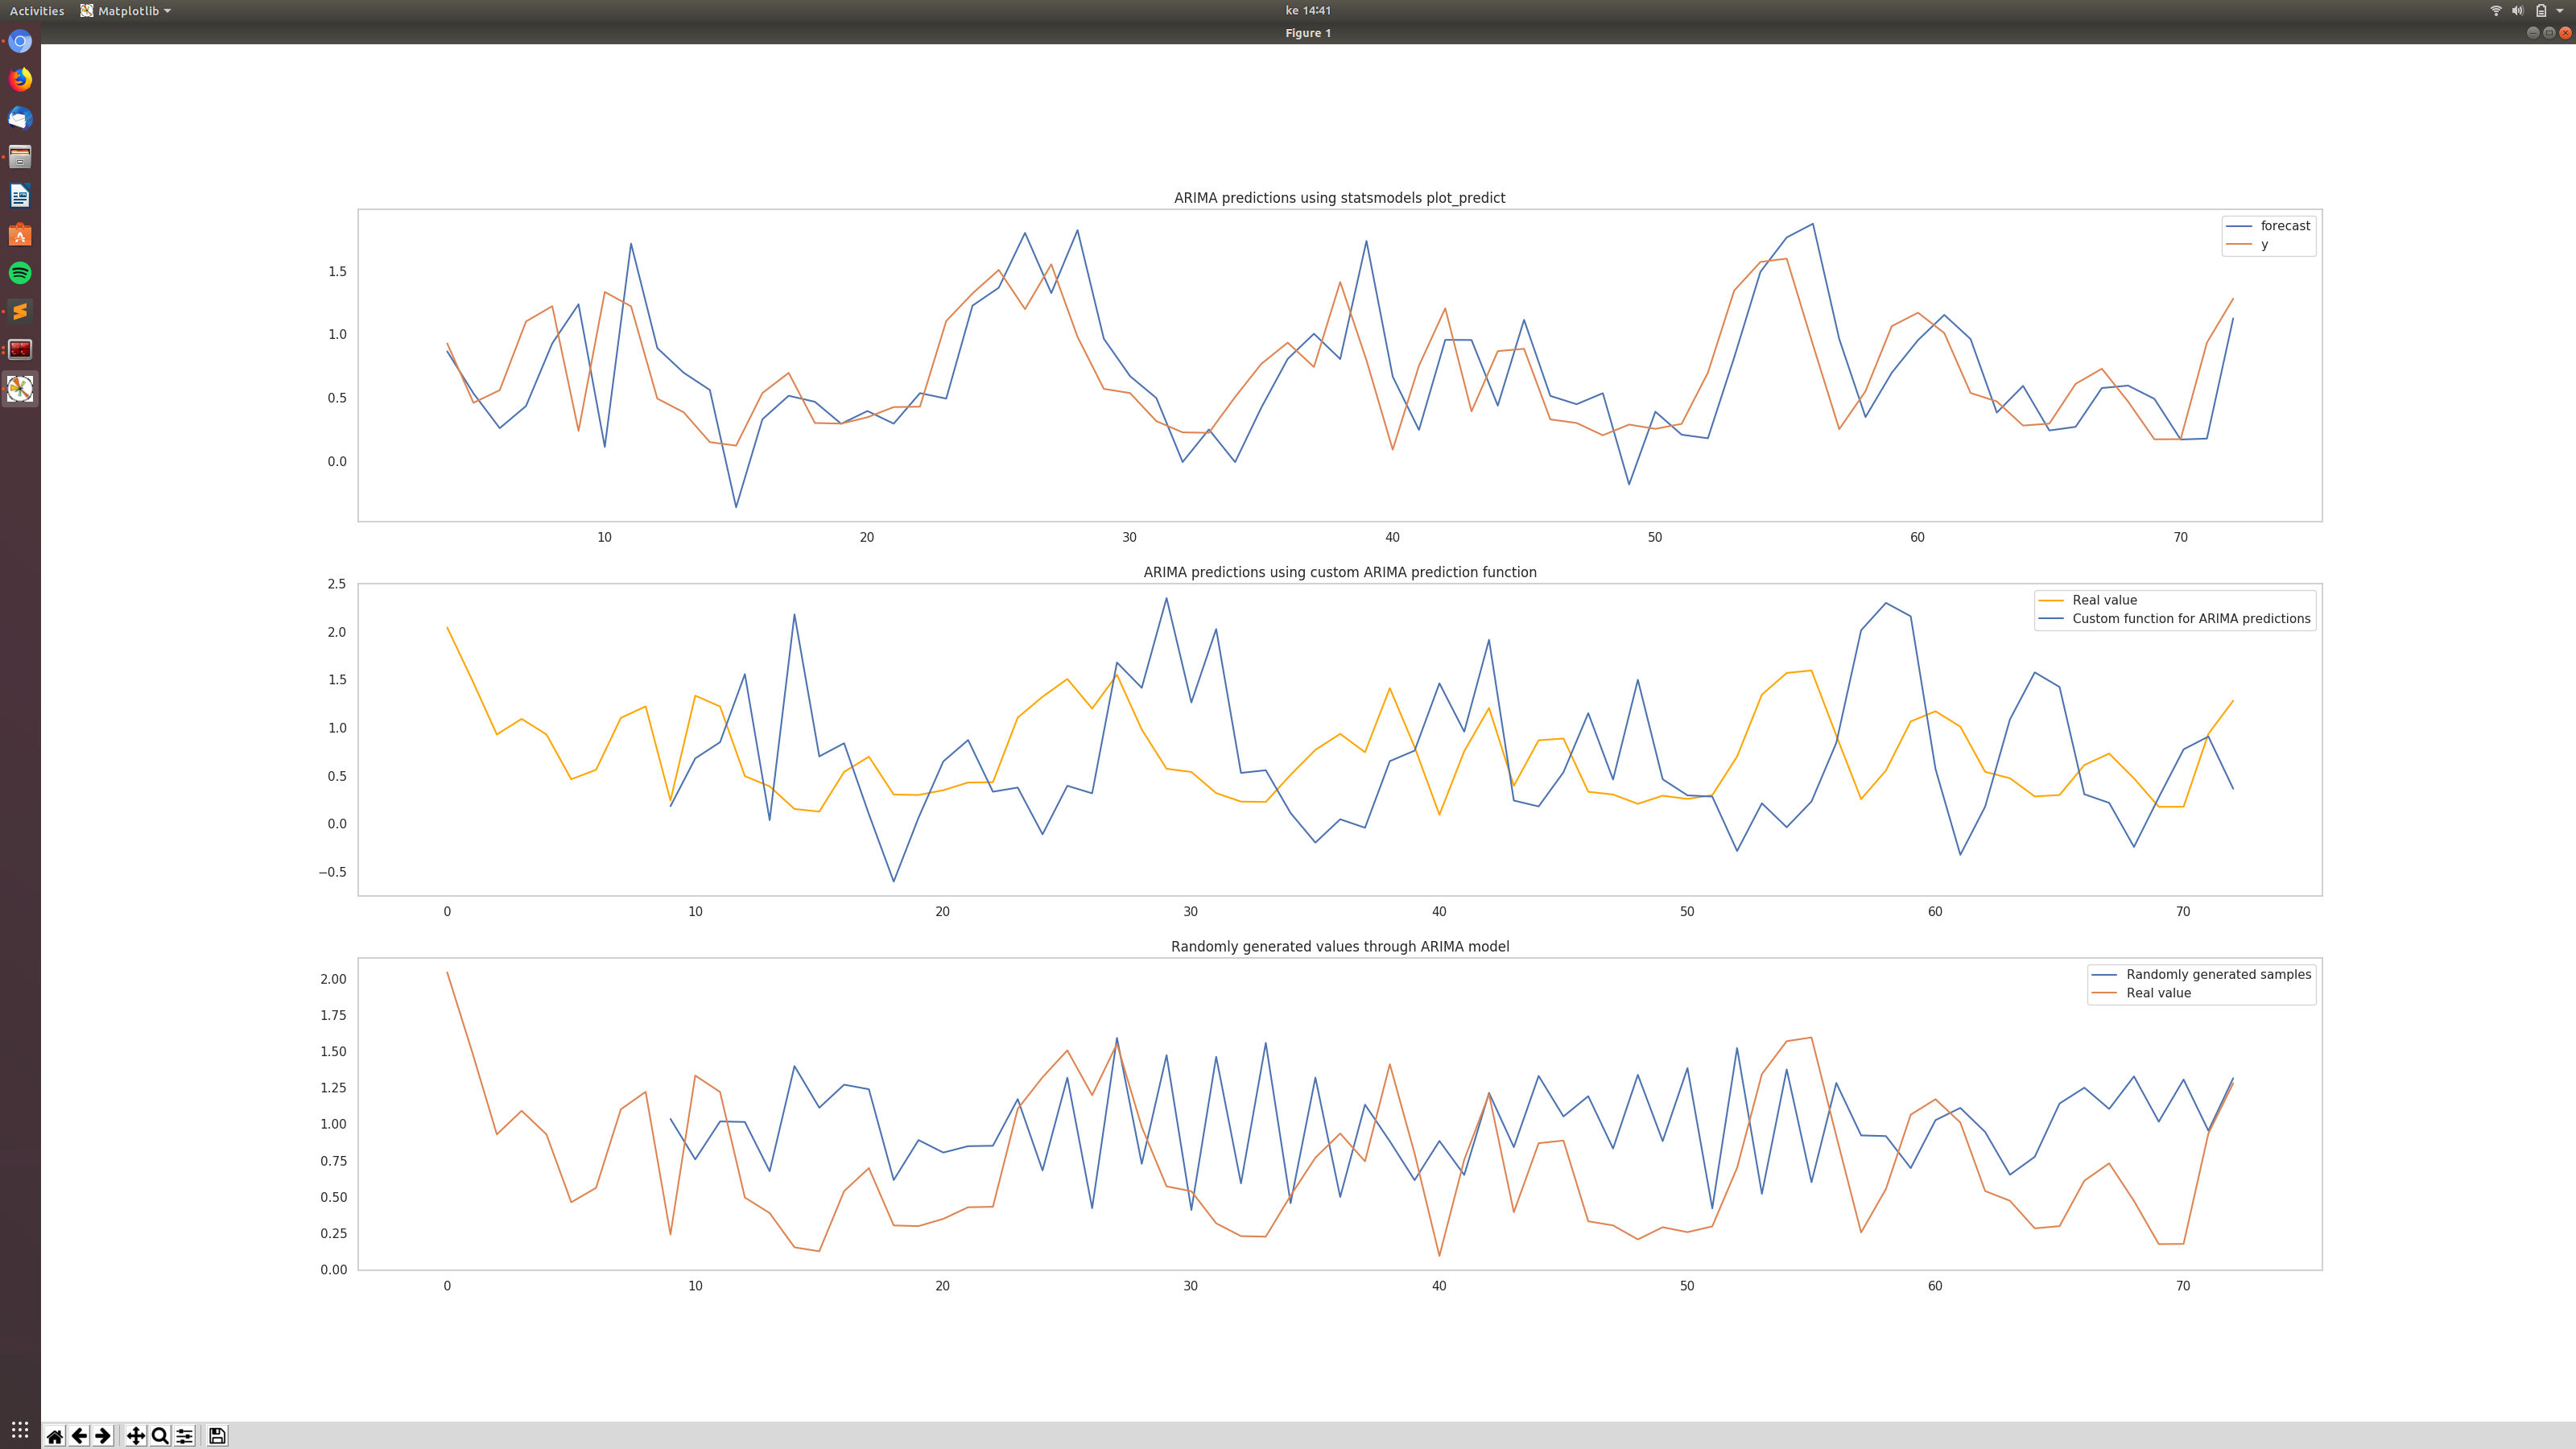 Activities Matplotlib ke 14:41
Figure 1
ARIMA predictions using statsmodels plot_predict
forecast
y
1.5
1.0
0.5
0.0
10 20 30 40 50 60 70
ARIMA predictions using custom ARIMA prediction function
Real value
Custom function for ARIMA predictions
2.5
2.0
1.5
1.0
0.5
0.0
−0.5
0 10 20 30 40 50 60 70
Randomly generated values through ARIMA model
Randomly generated samples
Real value
2.00
1.75
1.50
1.25
1.00
0.75
0.50
0.25
0.00
0 10 20 30 40 50 60 70